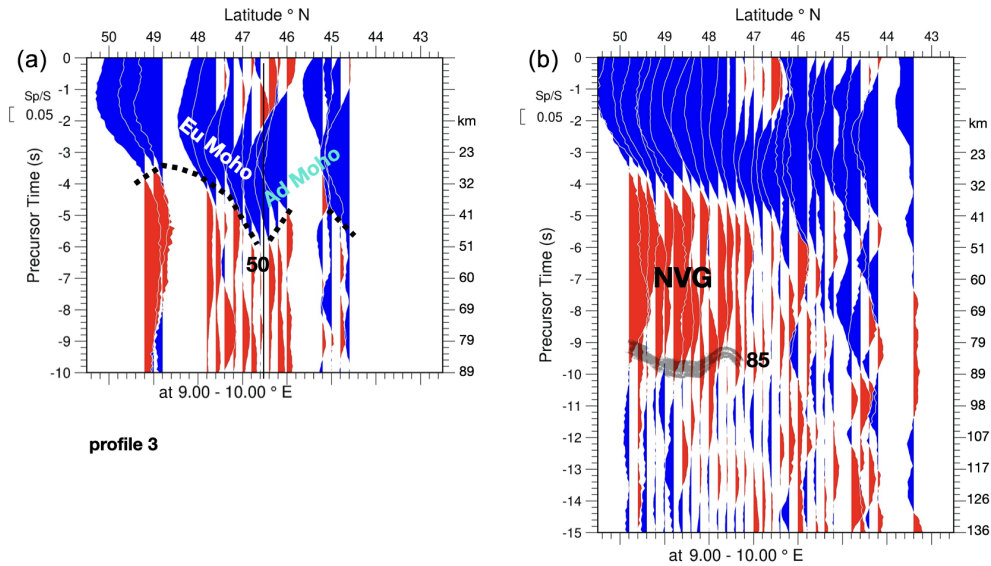 Latitude ° N
50 49 48 47 46 45 44 43
(a)
0
-1
-2
-3
-4
-5
-6
-7
-8
-9
-10
Sp/S
0.05
Precursor Time (s)
km
23
32
41
51
60
69
79
89
Eu Moho
Ad Moho
50
at 9.00 - 10.00 ° E
profile 3
Latitude ° N
50 49 48 47 46 45 44 43
(b)
0
-1
-2
-3
-4
-5
-6
-7
-8
-9
-10
-11
-12
-13
-14
-15
Sp/S
0.05
Precursor Time (s)
km
23
32
41
51
60
69
79
89
98
107
117
126
136
NVG
85
at 9.00 - 10.00 ° E